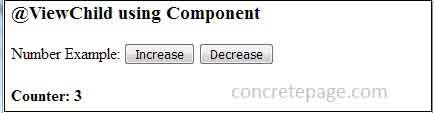 @ViewChild using Component
Number Example: Increase Decrease
Counter: 3
concretepage.com